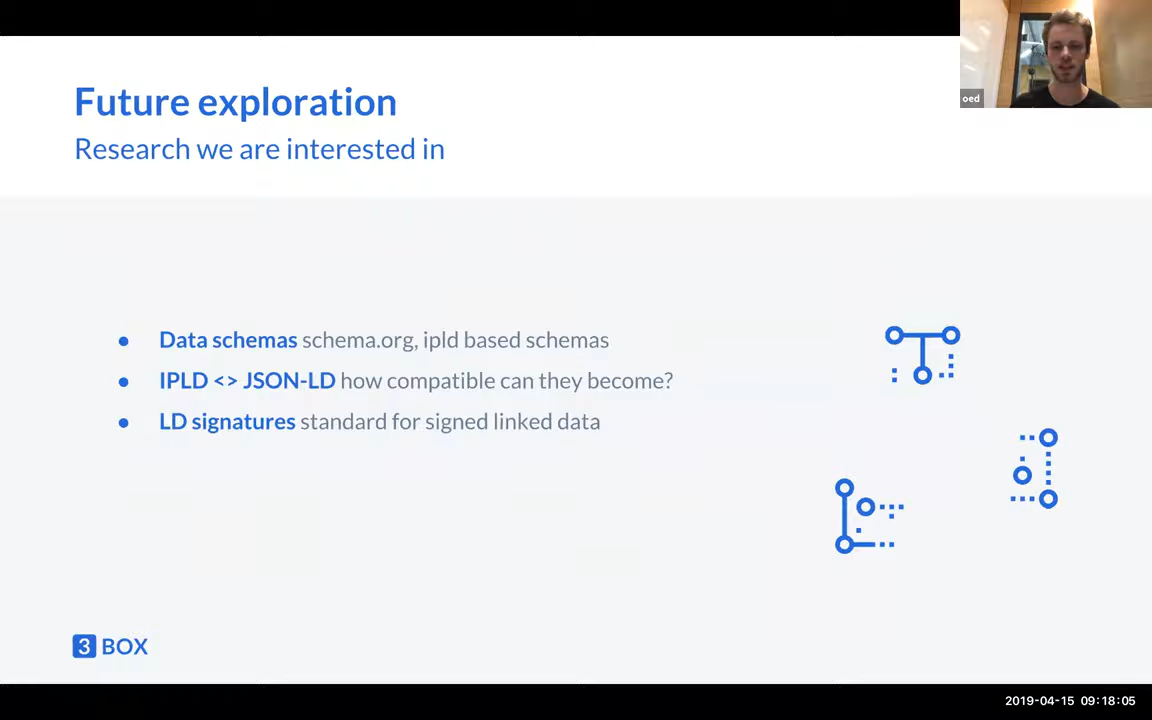 oed
Future exploration
Research we are interested in
● Data schemas schema.org, ipld based schemas
● IPLD <> JSON-LD how compatible can they become?
● LD signatures standard for signed linked data
3 BOX
2019-04-15 09:18:05